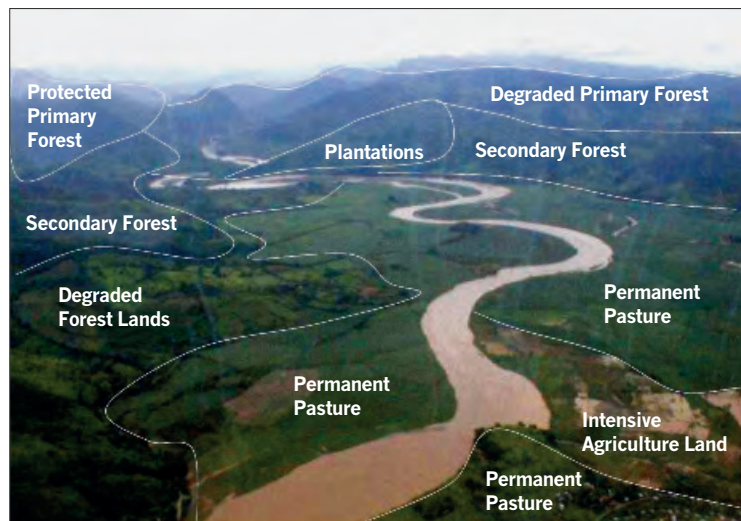 Protected
Primary
Forest
Degraded Primary Forest
Plantations
Secondary Forest
Secondary Forest
Degraded
Forest Lands
Permanent
Pasture
Permanent
Pasture
Intensive
Agriculture Land
Permanent
Pasture